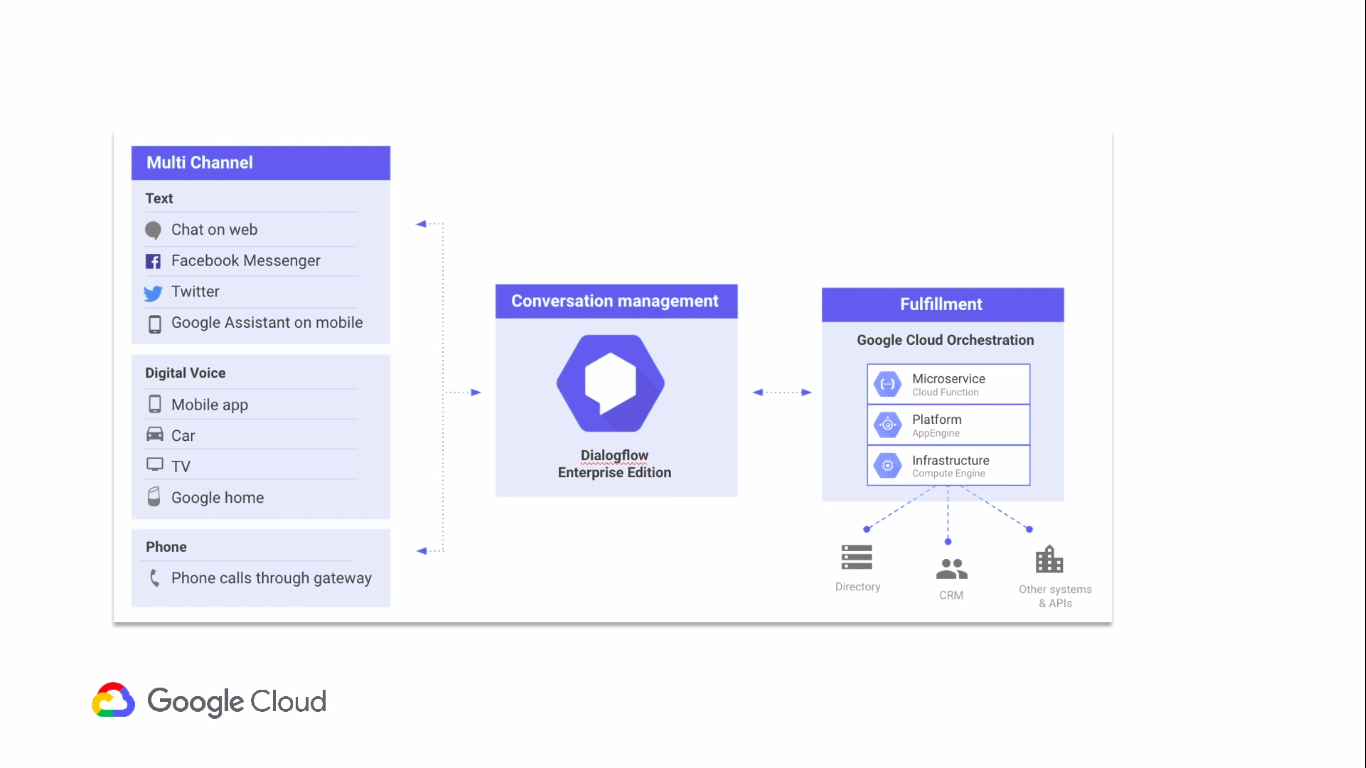 Multi Channel
Text
Chat on web
Facebook Messenger
Twitter
Google Assistant on mobile
Digital Voice
Mobile app
Car
TV
Google home
Phone
Phone calls through gateway
Conversation management
Dialogflow
Enterprise Edition
Fulfillment
Google Cloud Orchestration
Microservice
Cloud Function
Platform
AppEngine
Infrastructure
Compute Engine
Directory
CRM
Other systems
& APIs
Google Cloud